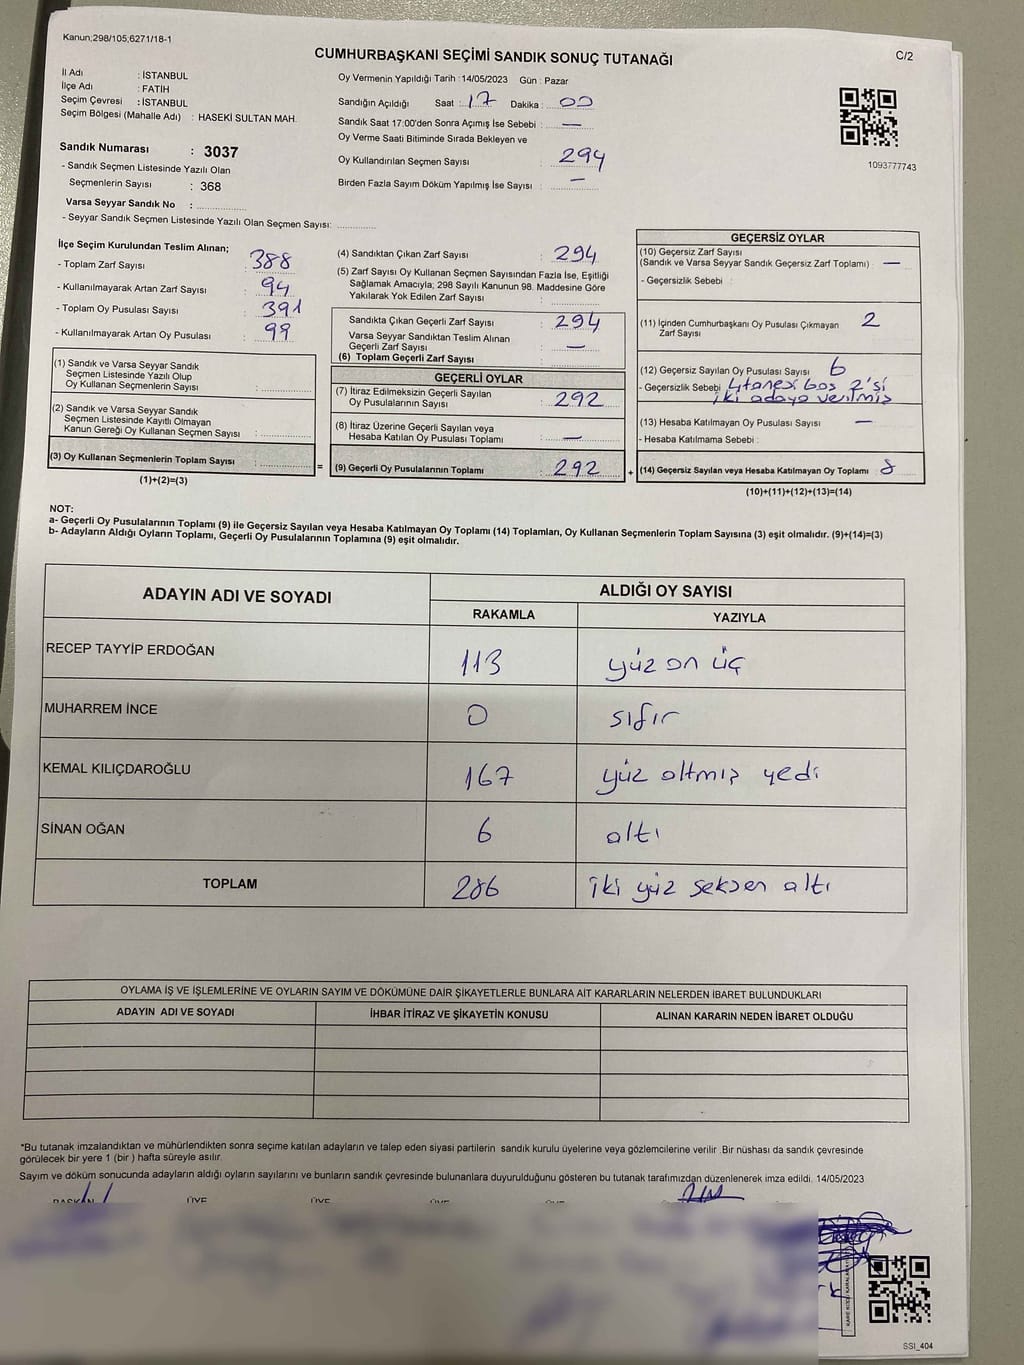 Kanun;298/105;6271/18-1
C/2
CUMHURBAŞKANI SEÇİMİ SANDIK SONUÇ TUTANAĞI
İl Adı : İSTANBUL
İlçe Adı : FATİH
Seçim Çevresi : İSTANBUL
Seçim Bölgesi (Mahalle Adı) : HASEKİ SULTAN MAH.
Sandık Numarası : 3037
- Sandık Seçmen Listesinde Yazılı Olan
Seçmenlerin Sayısı : 368
Varsa Seyyar Sandık No :
- Seyyar Sandık Seçmen Listesinde Yazılı Olan Seçmen Sayısı:
Oy Vermenin Yapıldığı Tarih : 14/05/2023 Gün : Pazar
Sandığın Açıldığı Saat : 17 Dakika : 00
Sandık Saat 17:00'den Sonra Açımış İse Sebebi : —
Oy Verme Saati Bitiminde Sırada Bekleyen ve
Oy Kullandırılan Seçmen Sayısı : 294
Birden Fazla Sayım Döküm Yapılmış İse Sayısı : —
1093777743
İlçe Seçim Kurulundan Teslim Alınan;
- Toplam Zarf Sayısı : 388
- Kullanılmayarak Artan Zarf Sayısı : 94
- Toplam Oy Pusulası Sayısı : 391
- Kullanılmayarak Artan Oy Pusulası : 99
(1) Sandık ve Varsa Seyyar Sandık
Seçmen Listesinde Yazılı Olup
Oy Kullanan Seçmenlerin Sayısı :
(2) Sandık ve Varsa Seyyar Sandık
Seçmen Listesinde Kayıtlı Olmayan
Kanun Gereği Oy Kullanan Seçmen Sayısı :
(3) Oy Kullanan Seçmenlerin Toplam Sayısı :
(1)+(2)=(3)
=
(4) Sandıktan Çıkan Zarf Sayısı : 294
(5) Zarf Sayısı Oy Kullanan Seçmen Sayısından Fazla İse, Eşitliği
Sağlamak Amacıyla; 298 Sayılı Kanunun 98. Maddesine Göre
Yakılarak Yok Edilen Zarf Sayısı :
Sandıkta Çıkan Geçerli Zarf Sayısı : 294
Varsa Seyyar Sandıktan Teslim Alınan
Geçerli Zarf Sayısı : —
(6) Toplam Geçerli Zarf Sayısı :
GEÇERLİ OYLAR
(7) İtiraz Edilmeksizin Geçerli Sayılan
Oy Pusulalarının Sayısı : 292
(8) İtiraz Üzerine Geçerli Sayılan veya
Hesaba Katılan Oy Pusulası Toplamı : —
(9) Geçerli Oy Pusulalarının Toplamı : 292
+
GEÇERSİZ OYLAR
(10) Geçersiz Zarf Sayısı
(Sandık ve Varsa Seyyar Sandık Geçersiz Zarf Toplamı) : —
- Geçersizlik Sebebi :
(11) İçinden Cumhurbaşkanı Oy Pusulası Çıkmayan 2
Zarf Sayısı
(12) Geçersiz Sayılan Oy Pusulası Sayısı : 6
- Geçersizlik Sebebi 4 tanesi boş 2'si
iki adaya verilmiş
(13) Hesaba Katılmayan Oy Pusulası Sayısı : —
- Hesaba Katılmama Sebebi :
(14) Geçersiz Sayılan veya Hesaba Katılmayan Oy Toplamı : 8
(10)+(11)+(12)+(13)=(14)
NOT:
a- Geçerli Oy Pusulalarının Toplamı (9) ile Geçersiz Sayılan veya Hesaba Katılmayan Oy Toplamı (14) Toplamları, Oy Kullanan Seçmenlerin Toplam Sayısına (3) eşit olmalıdır. (9)+(14)=(3)
b- Adayların Aldığı Oyların Toplamı, Geçerli Oy Pusulalarının Toplamına (9) eşit olmalıdır.
ADAYIN ADI VE SOYADI
ALDIĞI OY SAYISI
RAKAMLA YAZIYLA
RECEP TAYYİP ERDOĞAN 113 yüz on üç
MUHARREM İNCE 0 sıfır
KEMAL KILIÇDAROĞLU 167 yüz altmış yedi
SİNAN OĞAN 6 altı
TOPLAM 286 iki yüz seksen altı
OYLAMA İŞ VE İŞLEMLERİNE VE OYLARIN SAYIM VE DÖKÜMÜNE DAİR ŞİKAYETLERLE BUNLARA AİT KARARLARIN NELERDEN İBARET BULUNDUKLARI
ADAYIN ADI VE SOYADI İHBAR İTİRAZ VE ŞİKAYETİN KONUSU ALINAN KARARIN NEDEN İBARET OLDUĞU
*Bu tutanak imzalandıktan ve mühürlendikten sonra seçime katılan adayların ve talep eden siyasi partilerin sandık kurulu üyelerine veya gözlemcilerine verilir .Bir nüshası da sandık çevresinde
görülecek bir yere 1 (bir ) hafta süreyle asılır.
Sayım ve döküm sonucunda adayların aldığı oyların sayılarını ve bunların sandık çevresinde bulunanlara duyurulduğunu gösteren bu tutanak tarafımızdan düzenlenerek imza edildi. 14/05/2023
BAŞKAN ÜYE ÜYE ÜYE ÜYE
SSİ_404